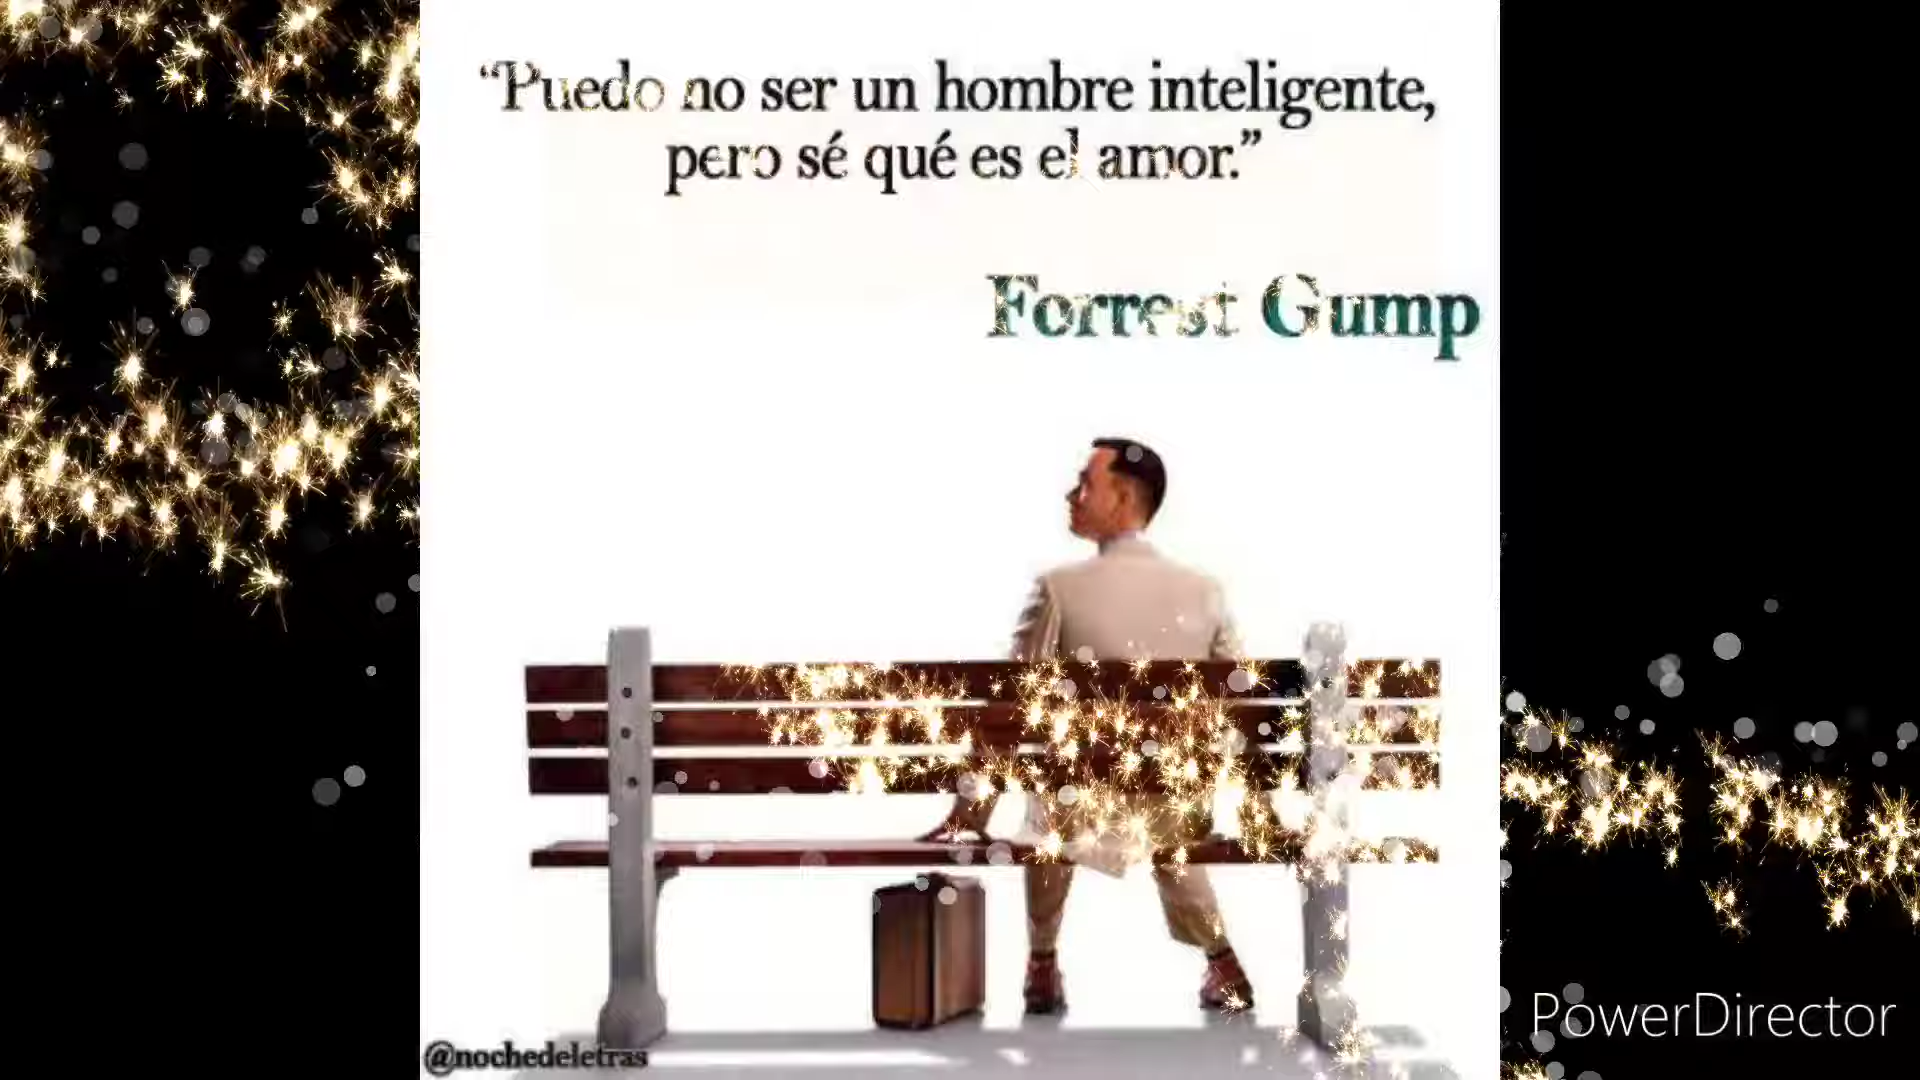 “Puedo no ser un hombre inteligente,
pero sé qué es el amor.”
Forrest Gump
@nochedeletras
PowerDirector